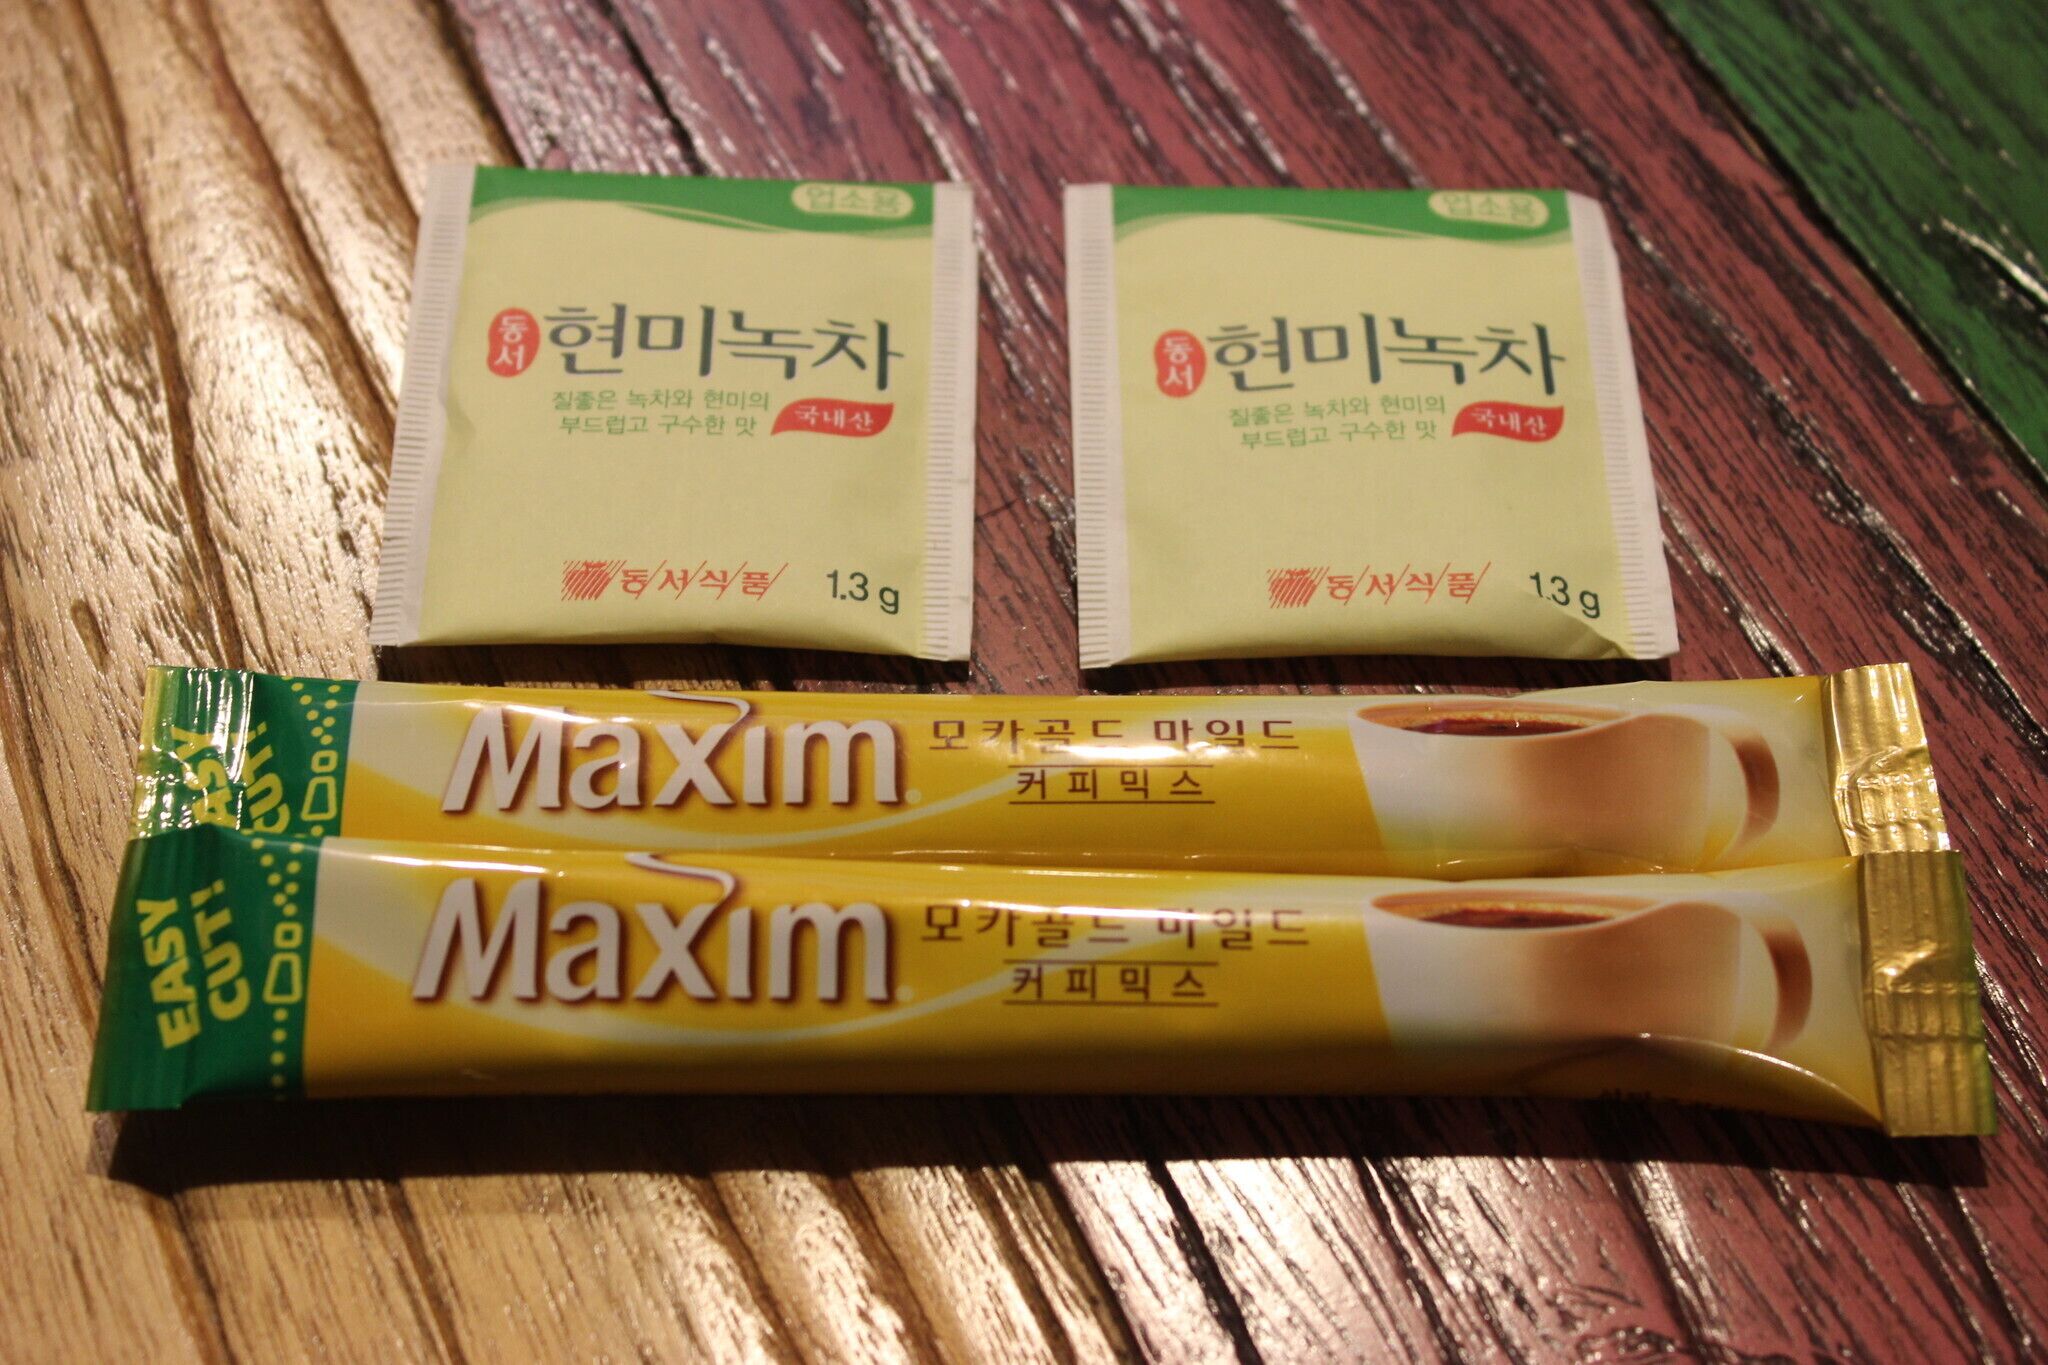 업소용
동서 현미녹차
질좋은 녹차와 현미의
부드럽고 구수한 맛 국내산
동서식품 1.3 g
업소용
동서 현미녹차
질좋은 녹차와 현미의
부드럽고 구수한 맛 국내산
동서식품 1.3 g
EASY
CUT!
Maxim 모카골드 마일드
커피믹스
EASY
CUT!
Maxim 모카골드 마일드
커피믹스